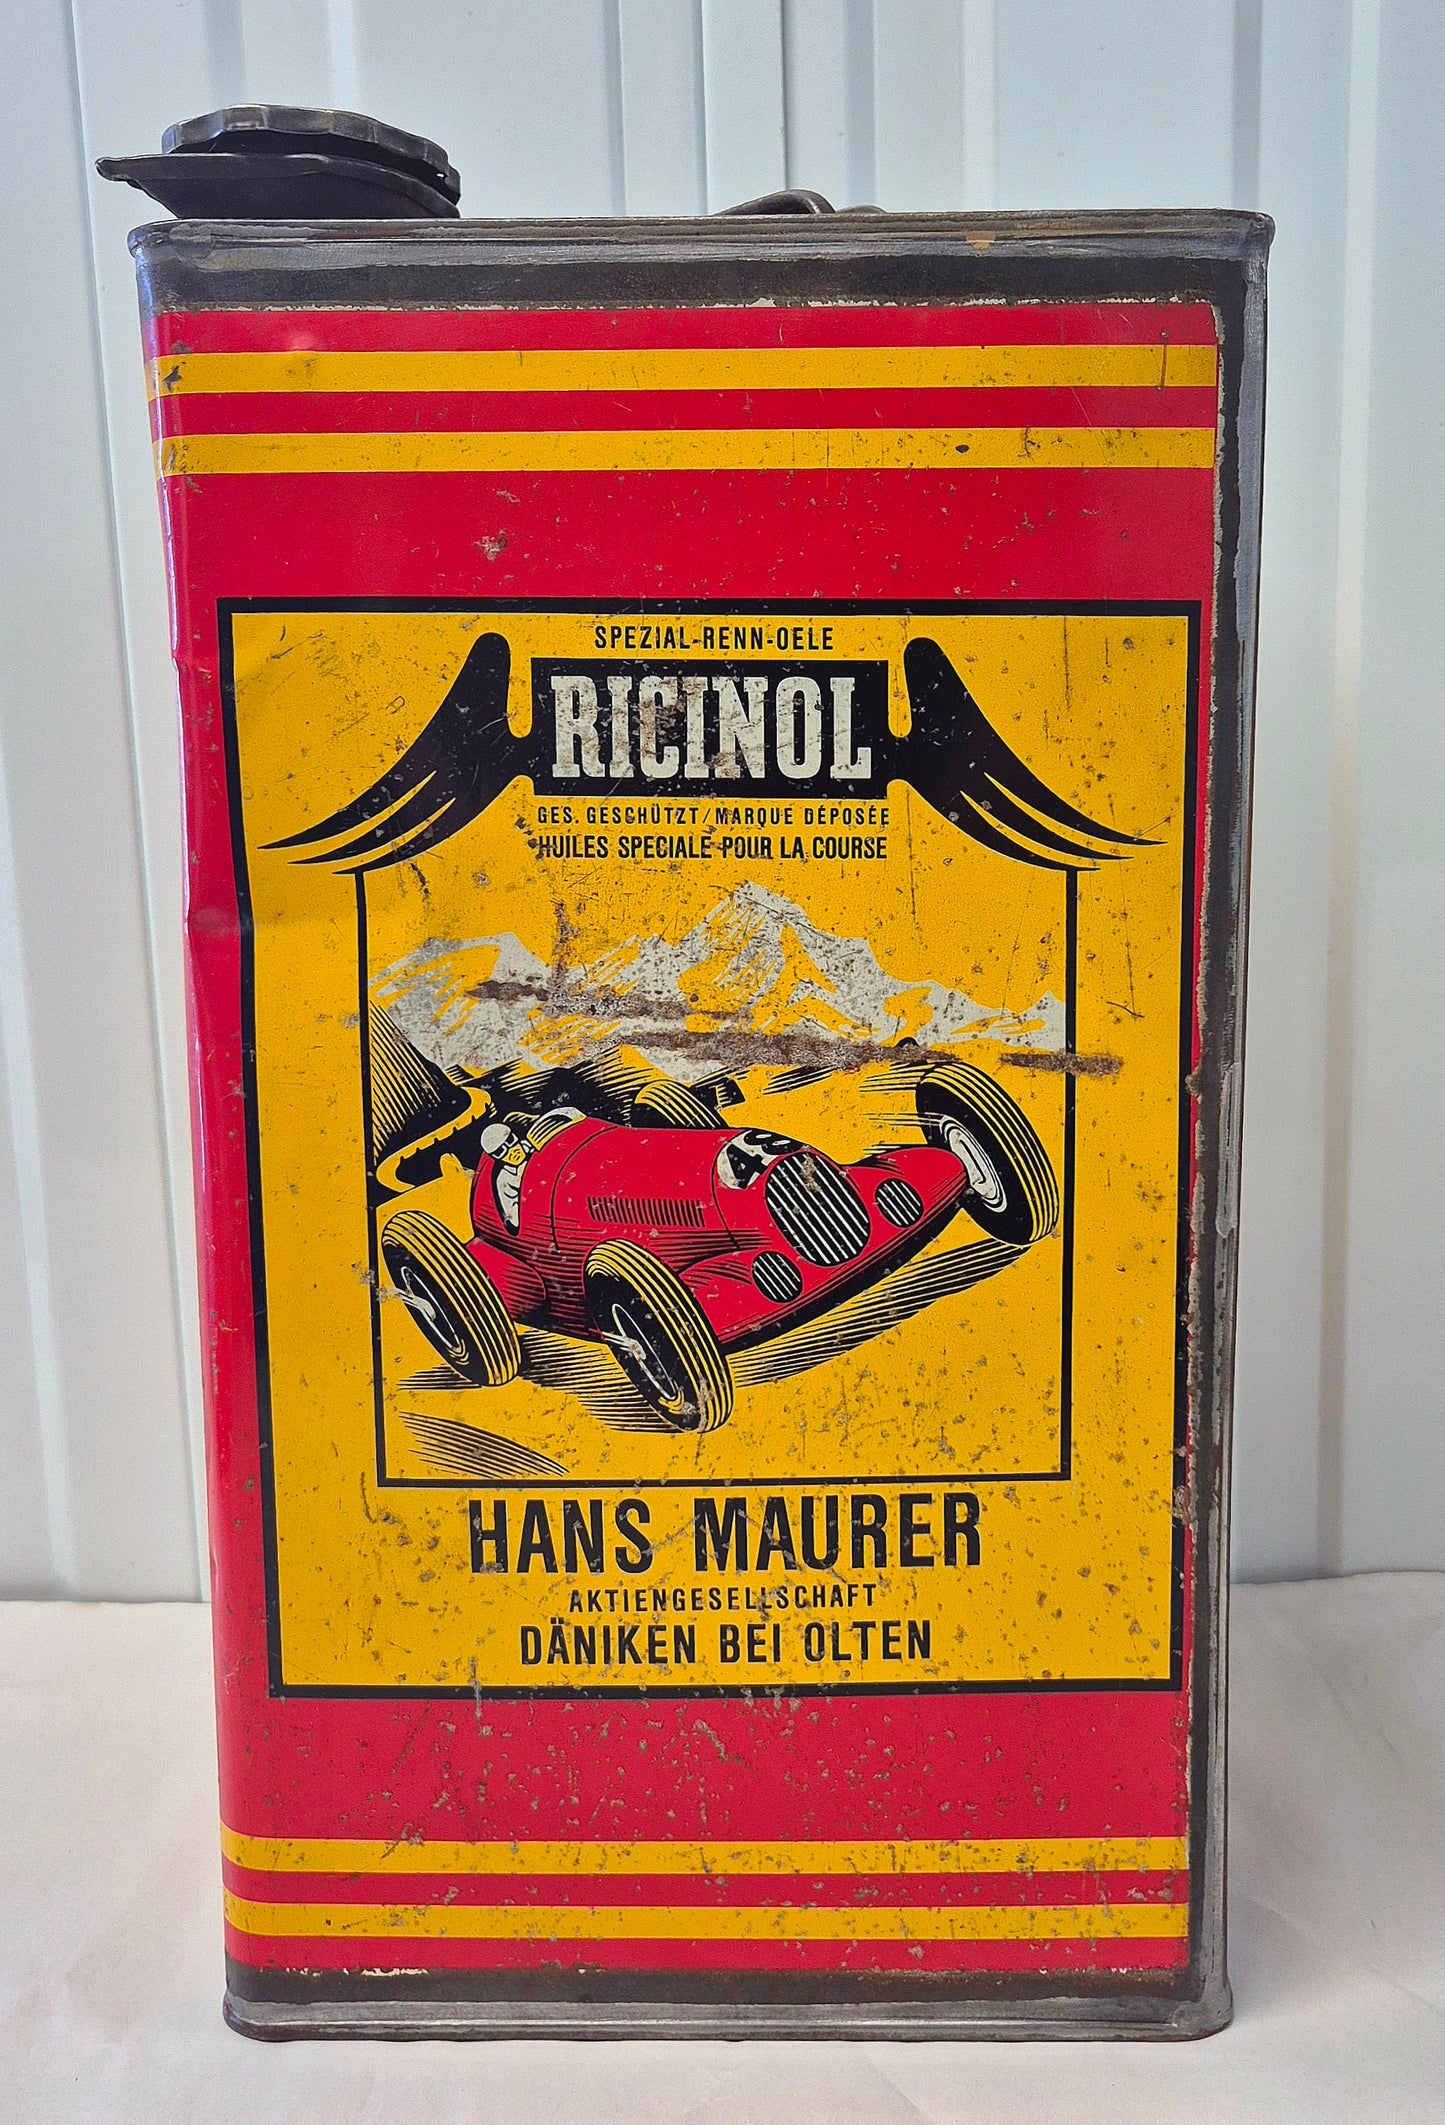 SPEZIAL-RENN-OELE
RICINOL
GES. GESCHÜTZT/MARQUE DÉPOSÉE
HUILES SPECIALE POUR LA COURSE
48
HANS MAURER
AKTIENGESELLSCHAFT
DÄNIKEN BEI OLTEN